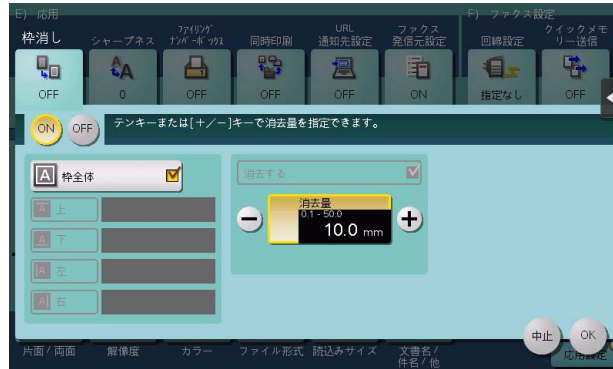 E) 応用
F) ファクス設定
枠消し
シャープネス
ﾌｧｲﾘﾝｸﾞ
ﾅﾝﾊﾞｰﾎﾞｯｸｽ
同時印刷
URL
通知先設定
ファクス
発信元設定
回線設定
クイックメモ
リー送信
OFF
0
OFF
OFF
OFF
ON
指定なし
OFF
ON
OFF
テンキーまたは[＋/－]キーで消去量を指定できます。
枠全体
消去する
上
下
左
右
消去量
0.1 - 50.0
10.0 mm
中止
OK
片面/両面
解像度
カラー
ファイル形式
読込みサイズ
文書名/
件名/他
応用設定